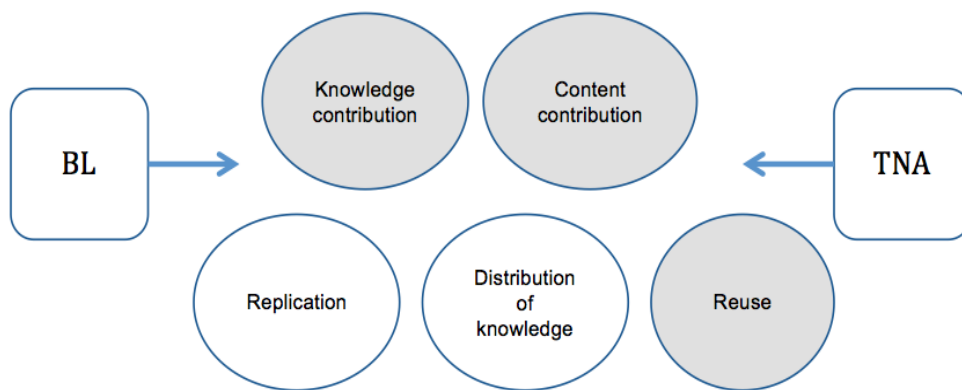 Knowledge
contribution
Content
contribution
BL
TNA
Replication
Distribution
of
knowledge
Reuse